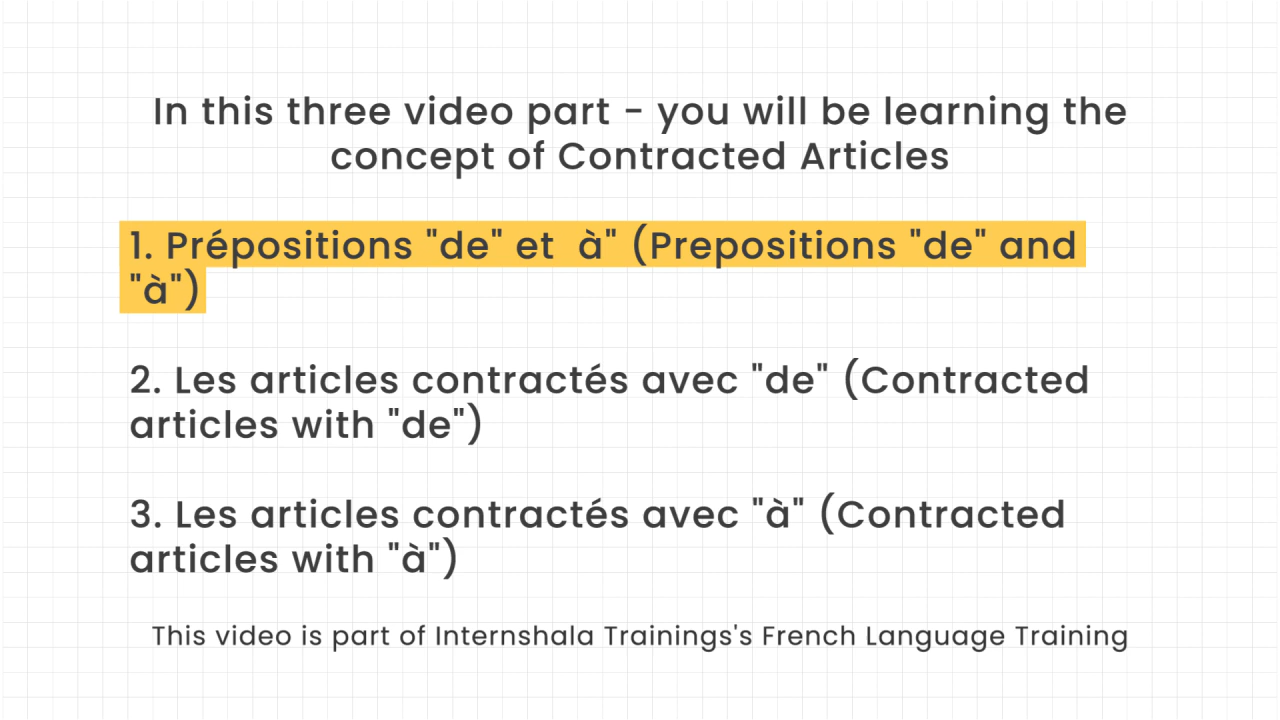 In this three video part - you will be learning the
concept of Contracted Articles
1. Prépositions "de" et  à" (Prepositions "de" and
"à")
2. Les articles contractés avec "de" (Contracted
articles with "de")
3. Les articles contractés avec "à" (Contracted
articles with "à")
This video is part of Internshala Trainings's French Language Training